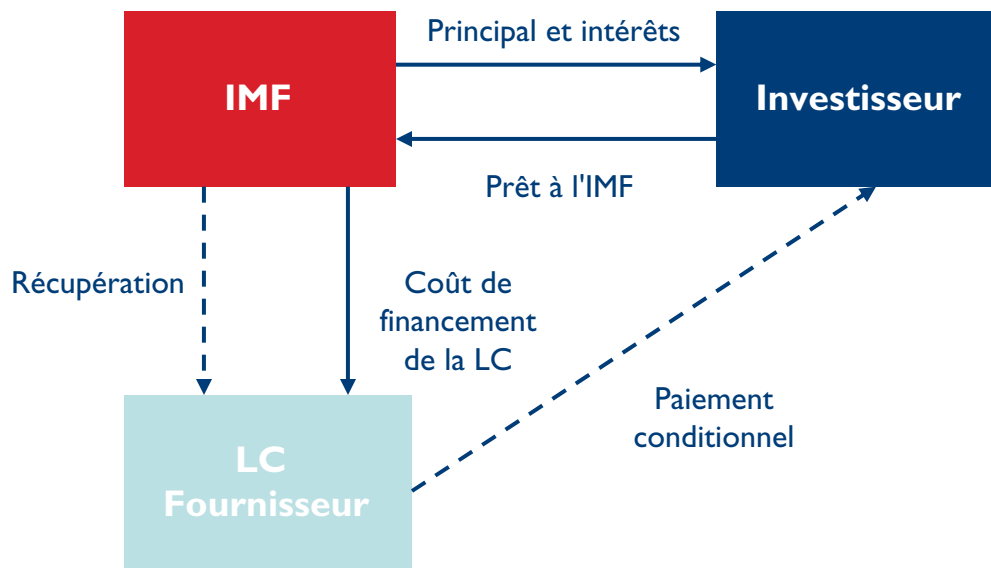 Principal et intérêts
IMF
Investisseur
Prêt à l'IMF
Récupération
Coût de
financement
de la LC
Paiement
conditionnel
LC
Fournisseur